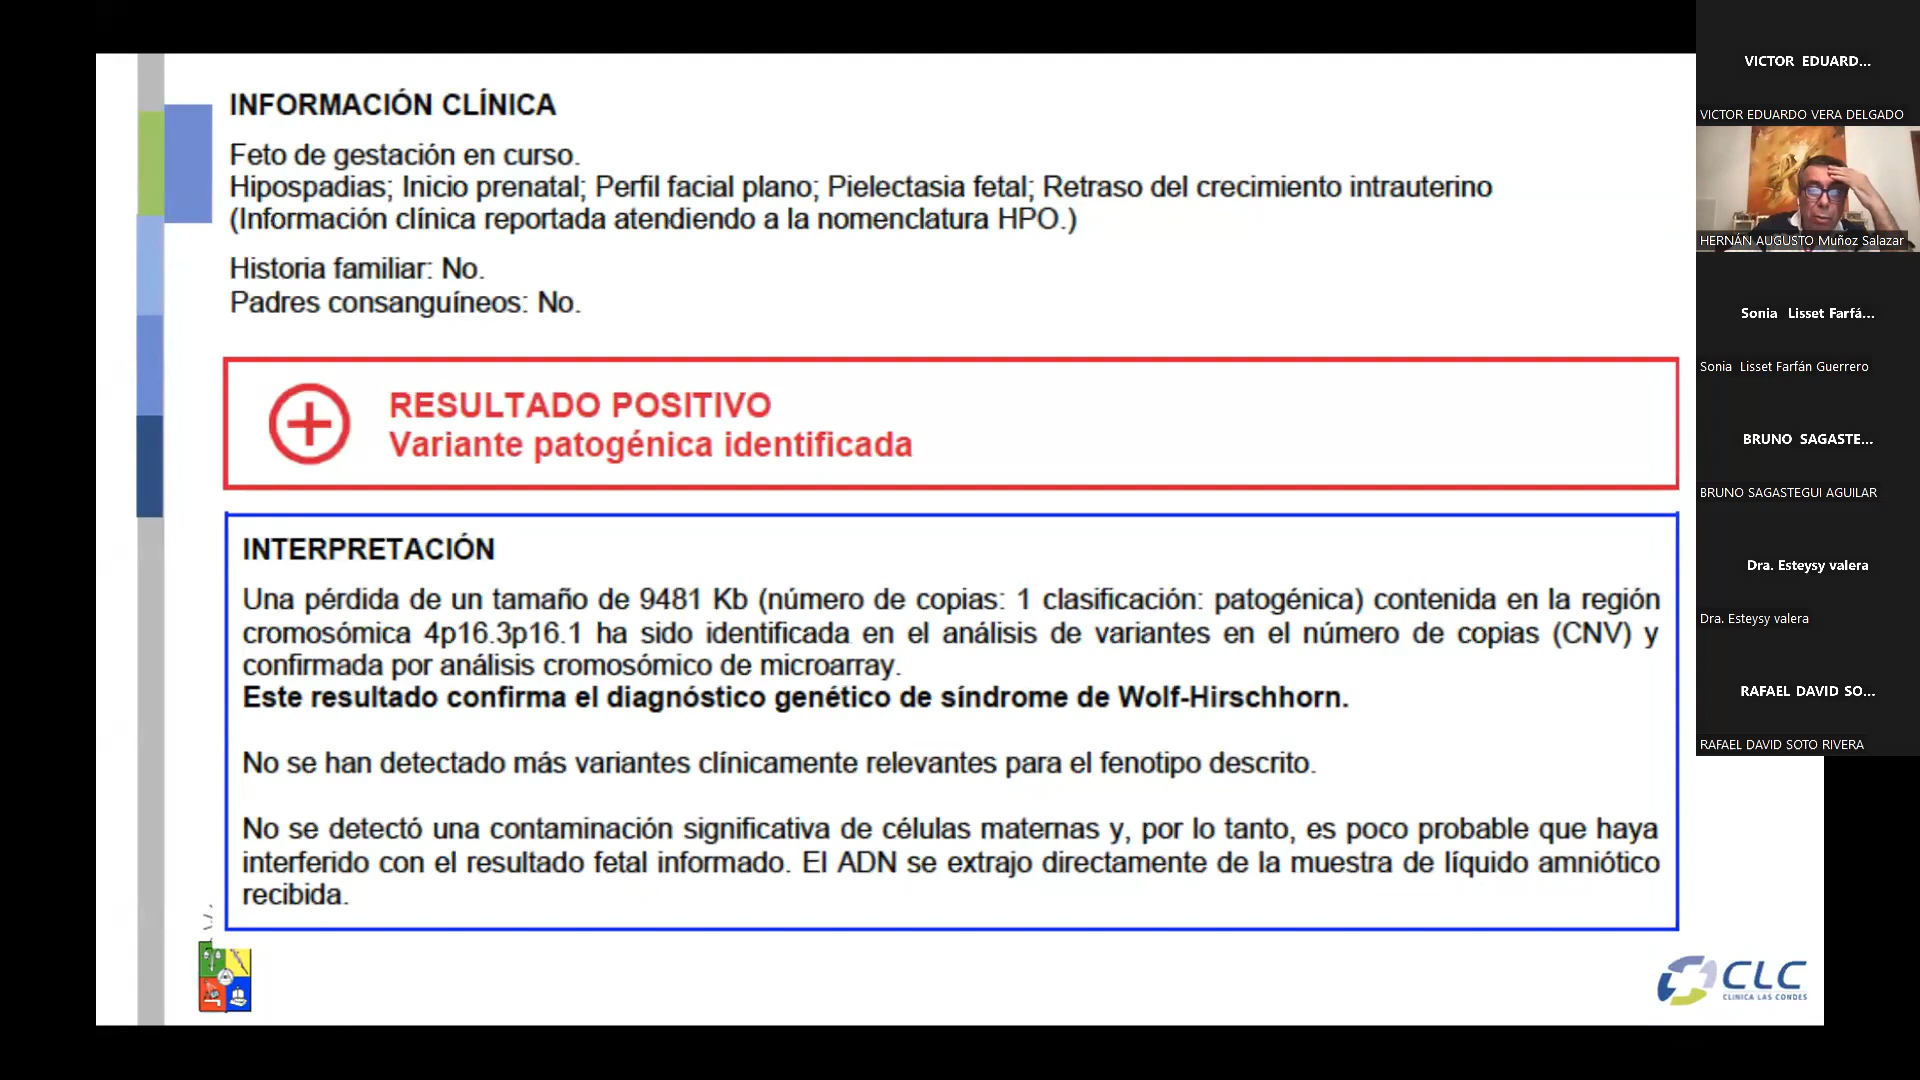 INFORMACIÓN CLÍNICA
Feto de gestación en curso.
Hipospadias; Inicio prenatal; Perfil facial plano; Pielectasia fetal; Retraso del crecimiento intrauterino
(Información clínica reportada atendiendo a la nomenclatura HPO.)
Historia familiar: No.
Padres consanguíneos: No.
RESULTADO POSITIVO
Variante patogénica identificada
INTERPRETACIÓN
Una pérdida de un tamaño de 9481 Kb (número de copias: 1 clasificación: patogénica) contenida en la región
cromosómica 4p16.3p16.1 ha sido identificada en el análisis de variantes en el número de copias (CNV) y
confirmada por análisis cromosómico de microarray.
Este resultado confirma el diagnóstico genético de síndrome de Wolf-Hirschhorn.
No se han detectado más variantes clínicamente relevantes para el fenotipo descrito.
No se detectó una contaminación significativa de células maternas y, por lo tanto, es poco probable que haya
interferido con el resultado fetal informado. El ADN se extrajo directamente de la muestra de líquido amniótico
recibida.
CLC
CLINICA LAS CONDES
VICTOR EDUARD...
VICTOR EDUARDO VERA DELGADO
HERNÁN AUGUSTO Muñoz Salazar
Sonia Lisset Farfá...
Sonia Lisset Farfán Guerrero
BRUNO SAGASTE...
BRUNO SAGASTEGUI AGUILAR
Dra. Esteysy valera
Dra. Esteysy valera
RAFAEL DAVID SO...
RAFAEL DAVID SOTO RIVERA